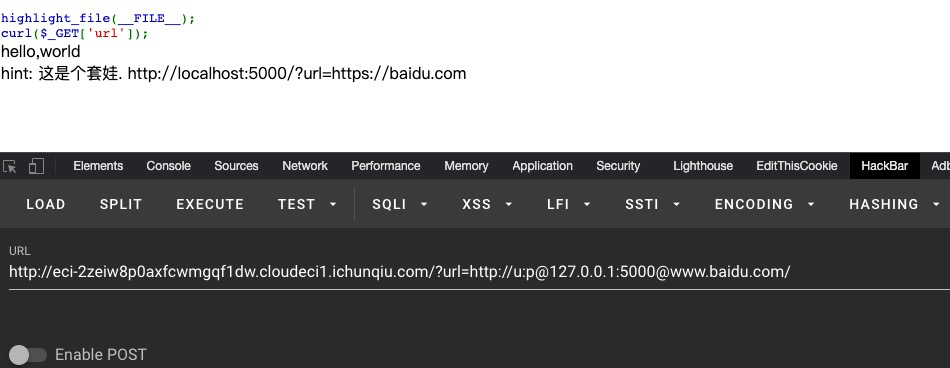 highlight_file(__FILE__);
curl($_GET['url']);
hello,world
hint: 这是个套娃. http://localhost:5000/?url=https://baidu.com
Elements Console Sources Network Performance Memory Application Security Lighthouse EditThisCookie HackBar
LOAD SPLIT EXECUTE TEST SQLI XSS LFI SSTI ENCODING HASHING
URL
http://eci-2zeiw8p0axfcwmgqf1dw.cloudeci1.ichunqiu.com/?url=http://u:p@127.0.0.1:5000@www.baidu.com/
Enable POST